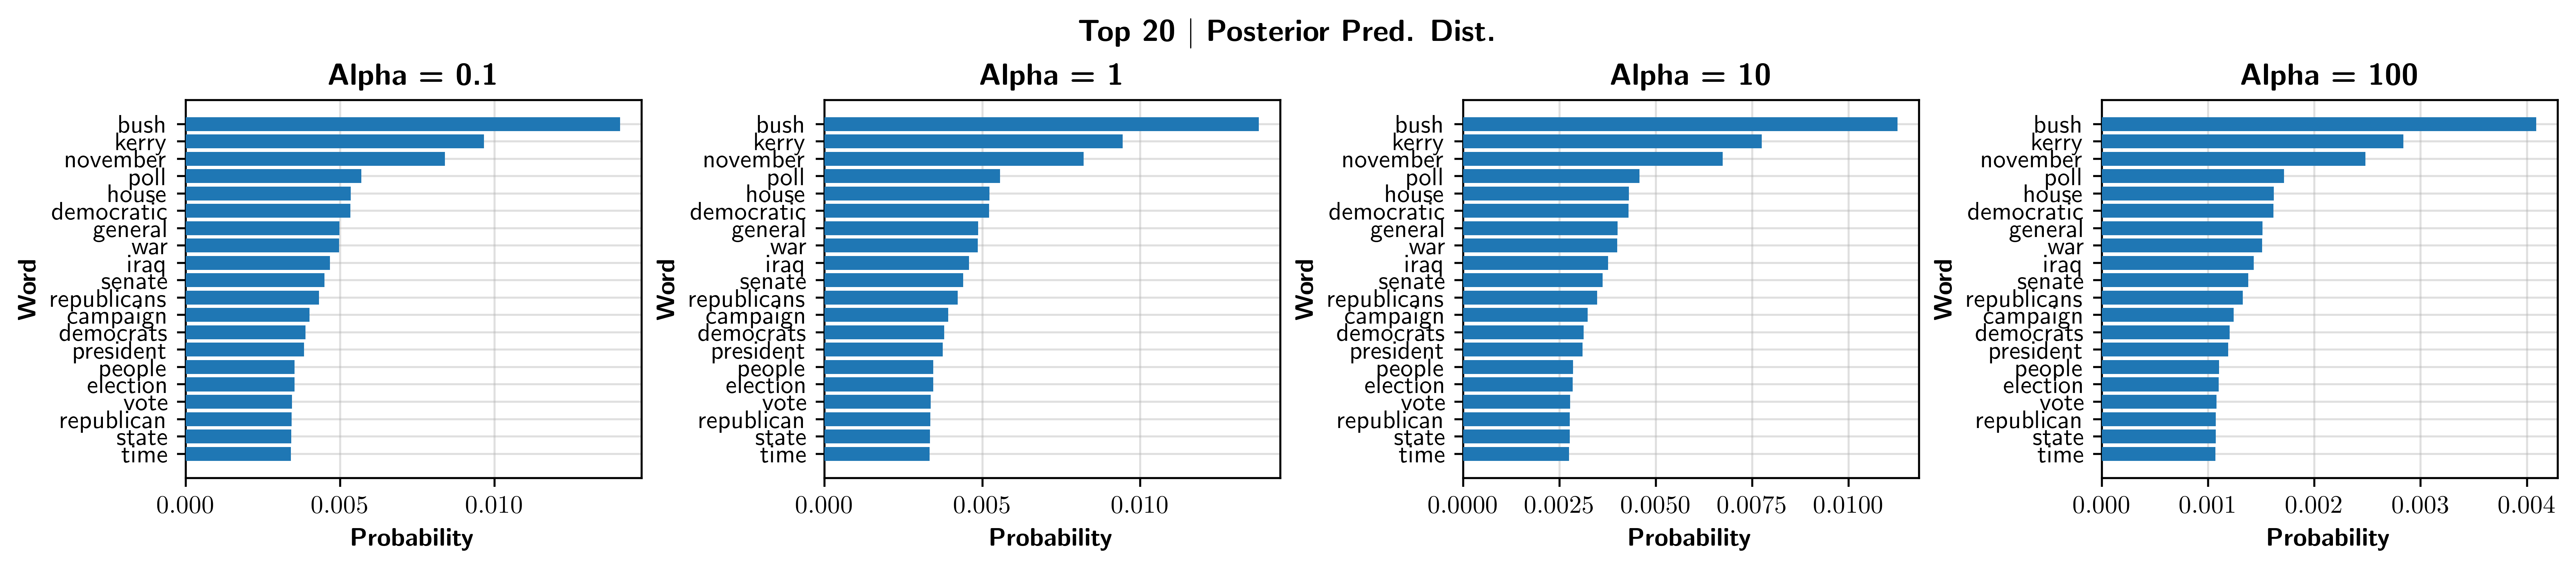 Top 20 | Posterior Pred. Dist.
Alpha = 0.1
bush
kerry
november
poll
house
democratic
general
war
iraq
senate
republicans
campaign
democrats
president
people
election
vote
republican
state
time
Word
0.000 0.005 0.010
Probability
Alpha = 1
bush
kerry
november
poll
house
democratic
general
war
iraq
senate
republicans
campaign
democrats
president
people
election
vote
republican
state
time
Word
0.000 0.005 0.010
Probability
Alpha = 10
bush
kerry
november
poll
house
democratic
general
war
iraq
senate
republicans
campaign
democrats
president
people
election
vote
republican
state
time
Word
0.0000 0.0025 0.0050 0.0075 0.0100
Probability
Alpha = 100
bush
kerry
november
poll
house
democratic
general
war
iraq
senate
republicans
campaign
democrats
president
people
election
vote
republican
state
time
Word
0.000 0.001 0.002 0.003 0.004
Probability